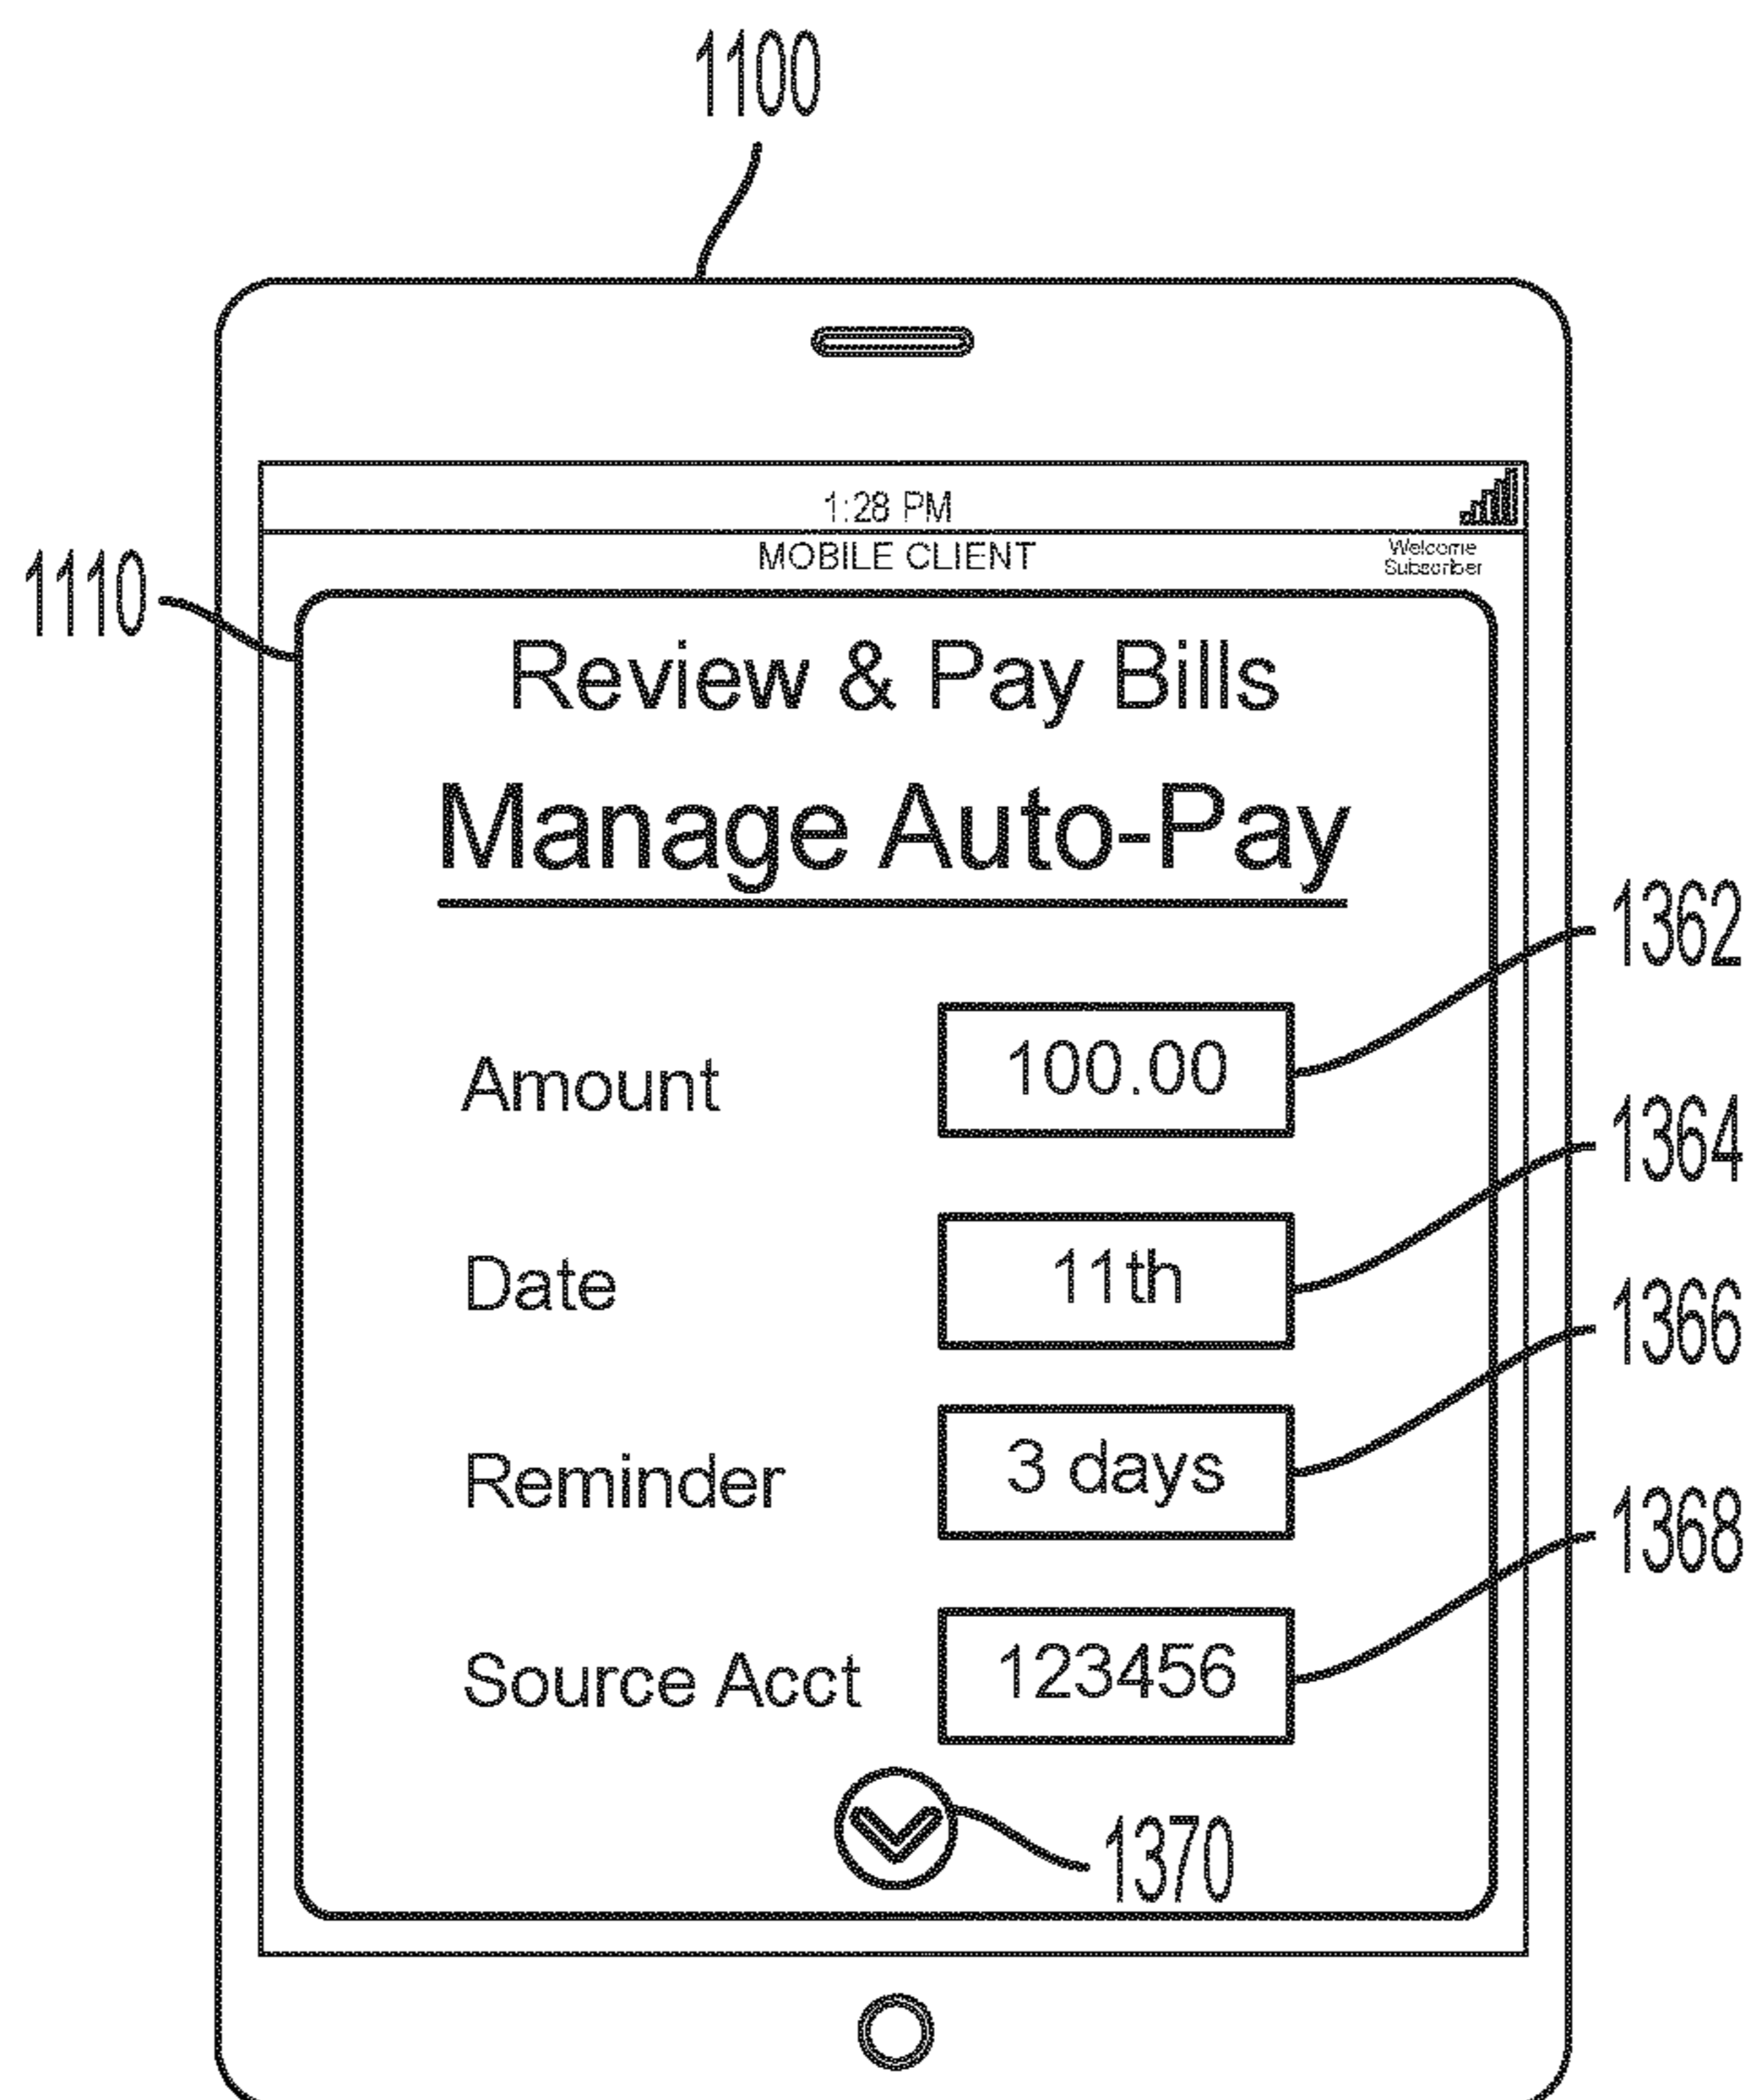 1100
1:28 PM
MOBILE CLIENT
Welcome
Subscriber
1110
Review & Pay Bills
Manage Auto-Pay
1362
Amount 100.00
1364
Date 11th
1366
Reminder 3 days
1368
Source Acct 123456
1370